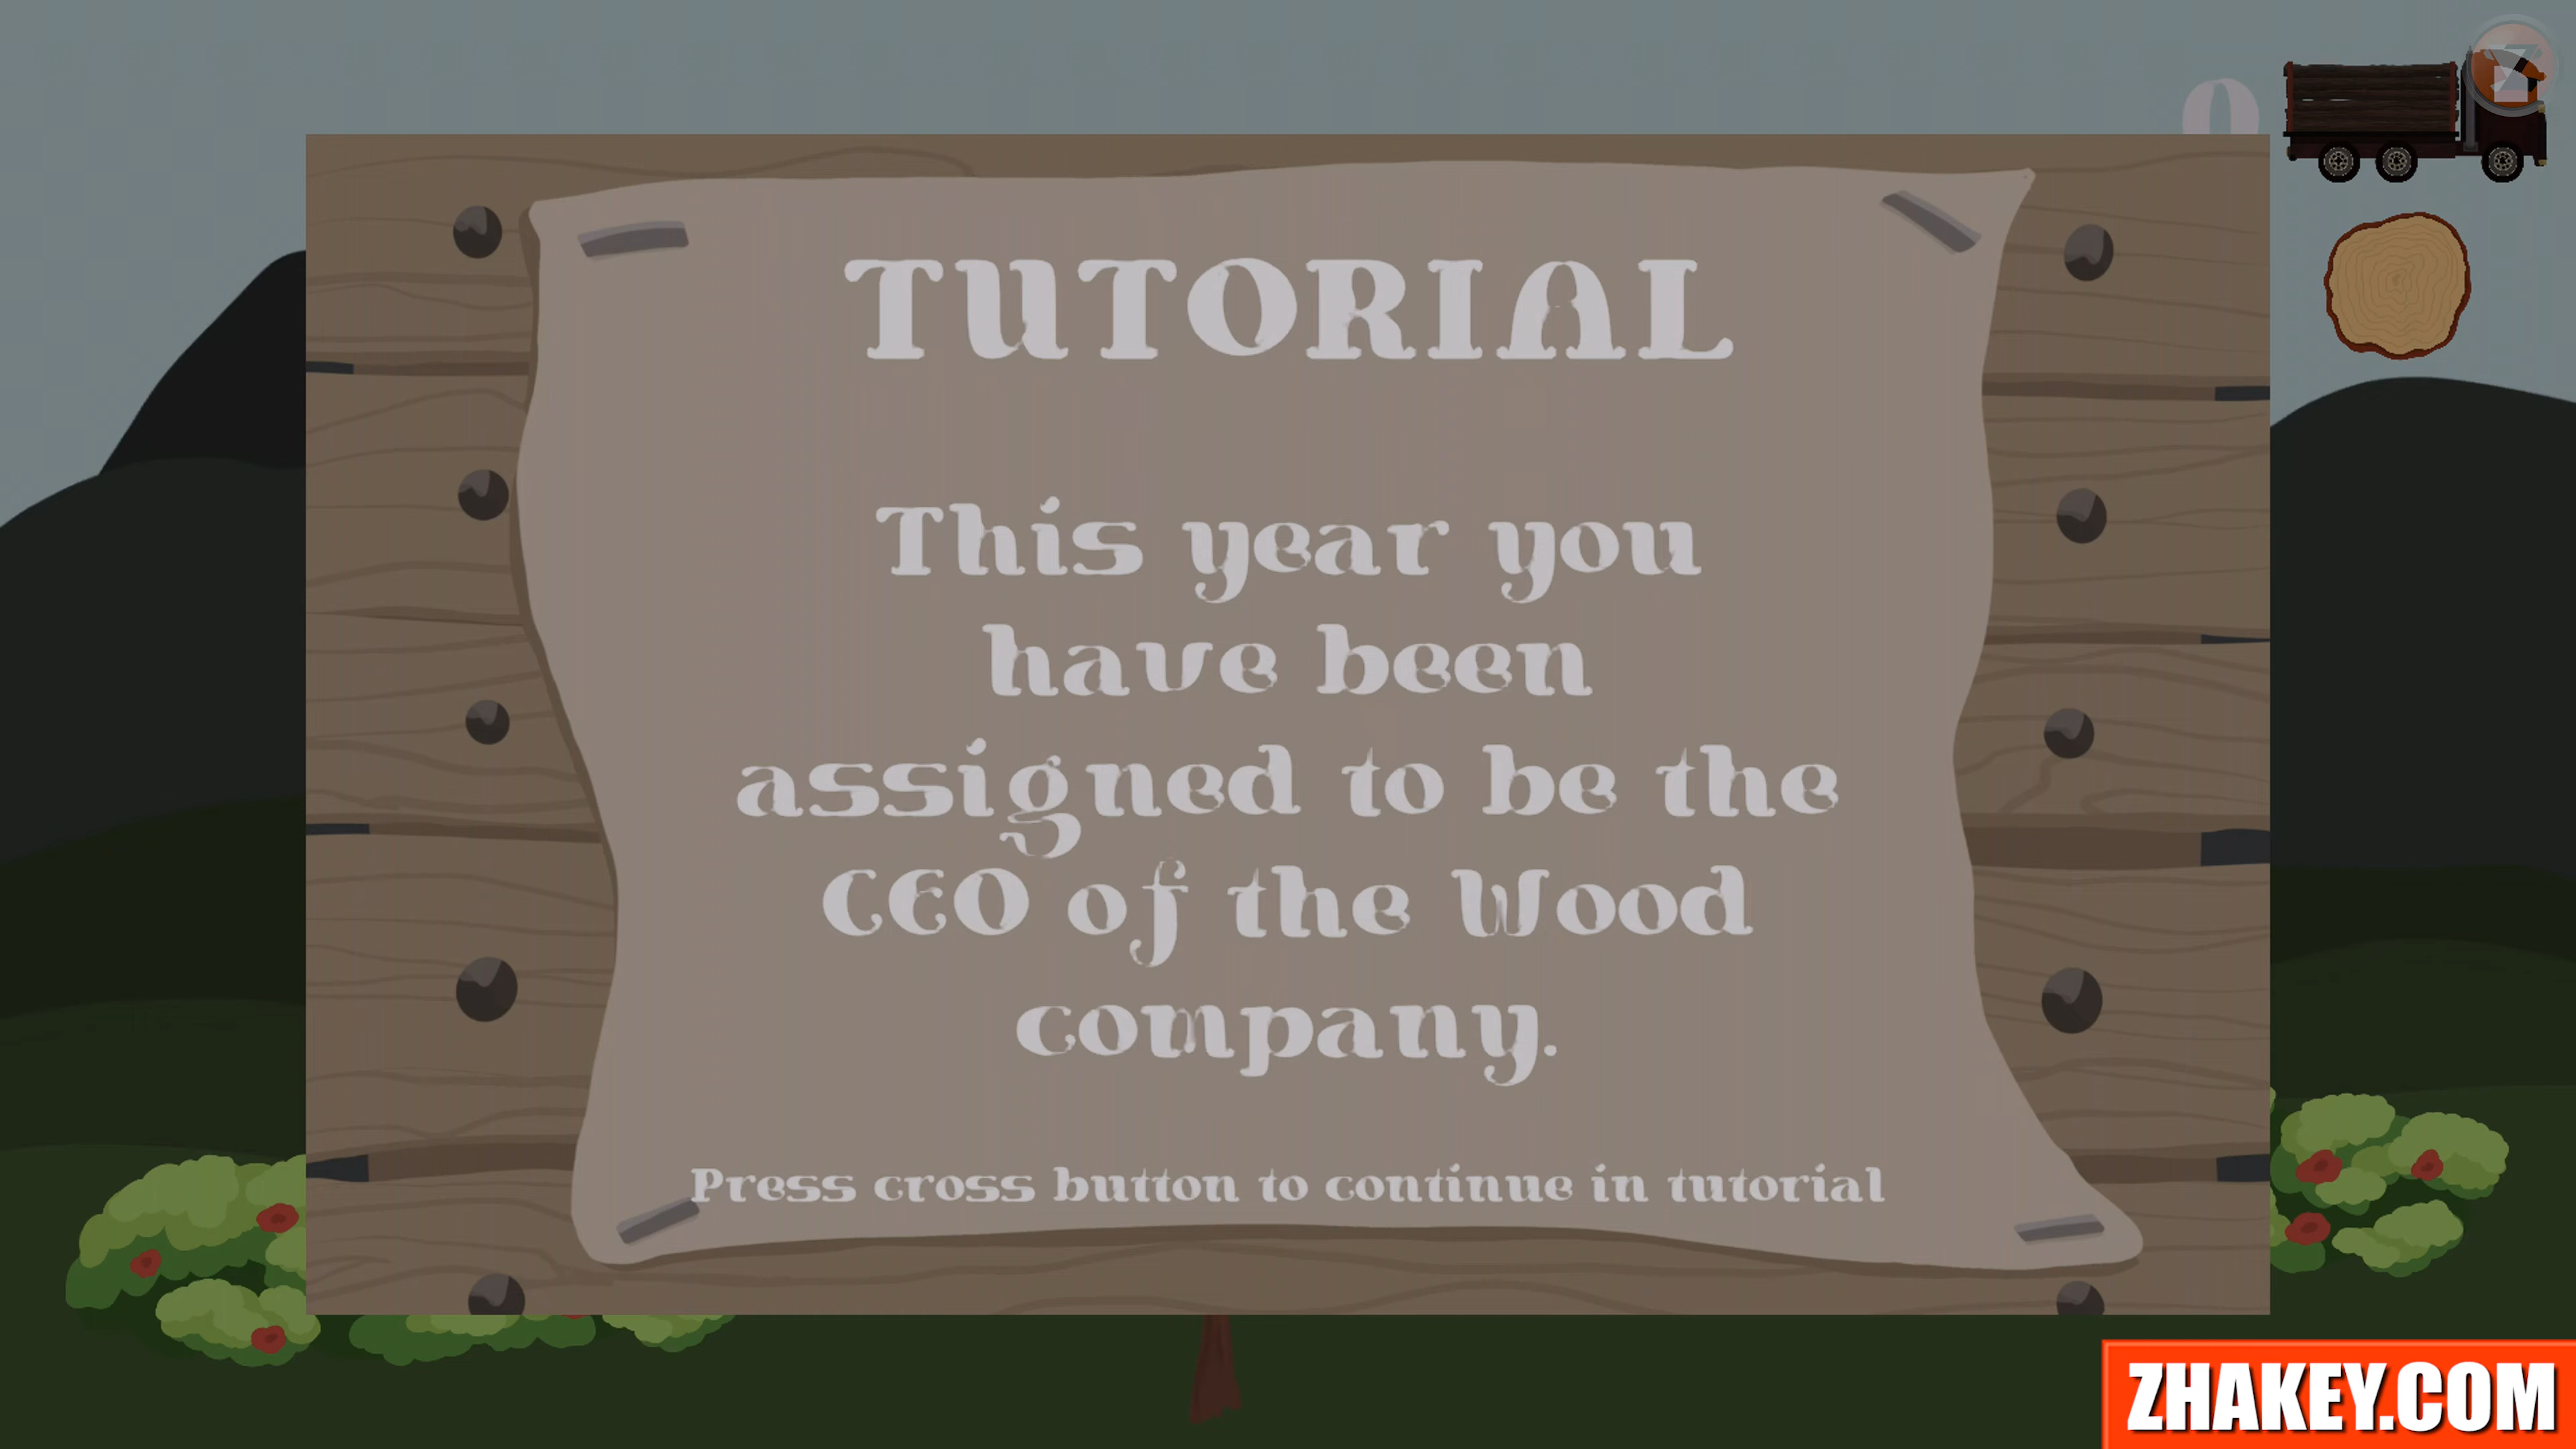 0
TUTORIAL
This year you
have been
assigned to be the
CEO of the Wood
company.
Press cross button to continue in tutorial
ZHAKEY.COM